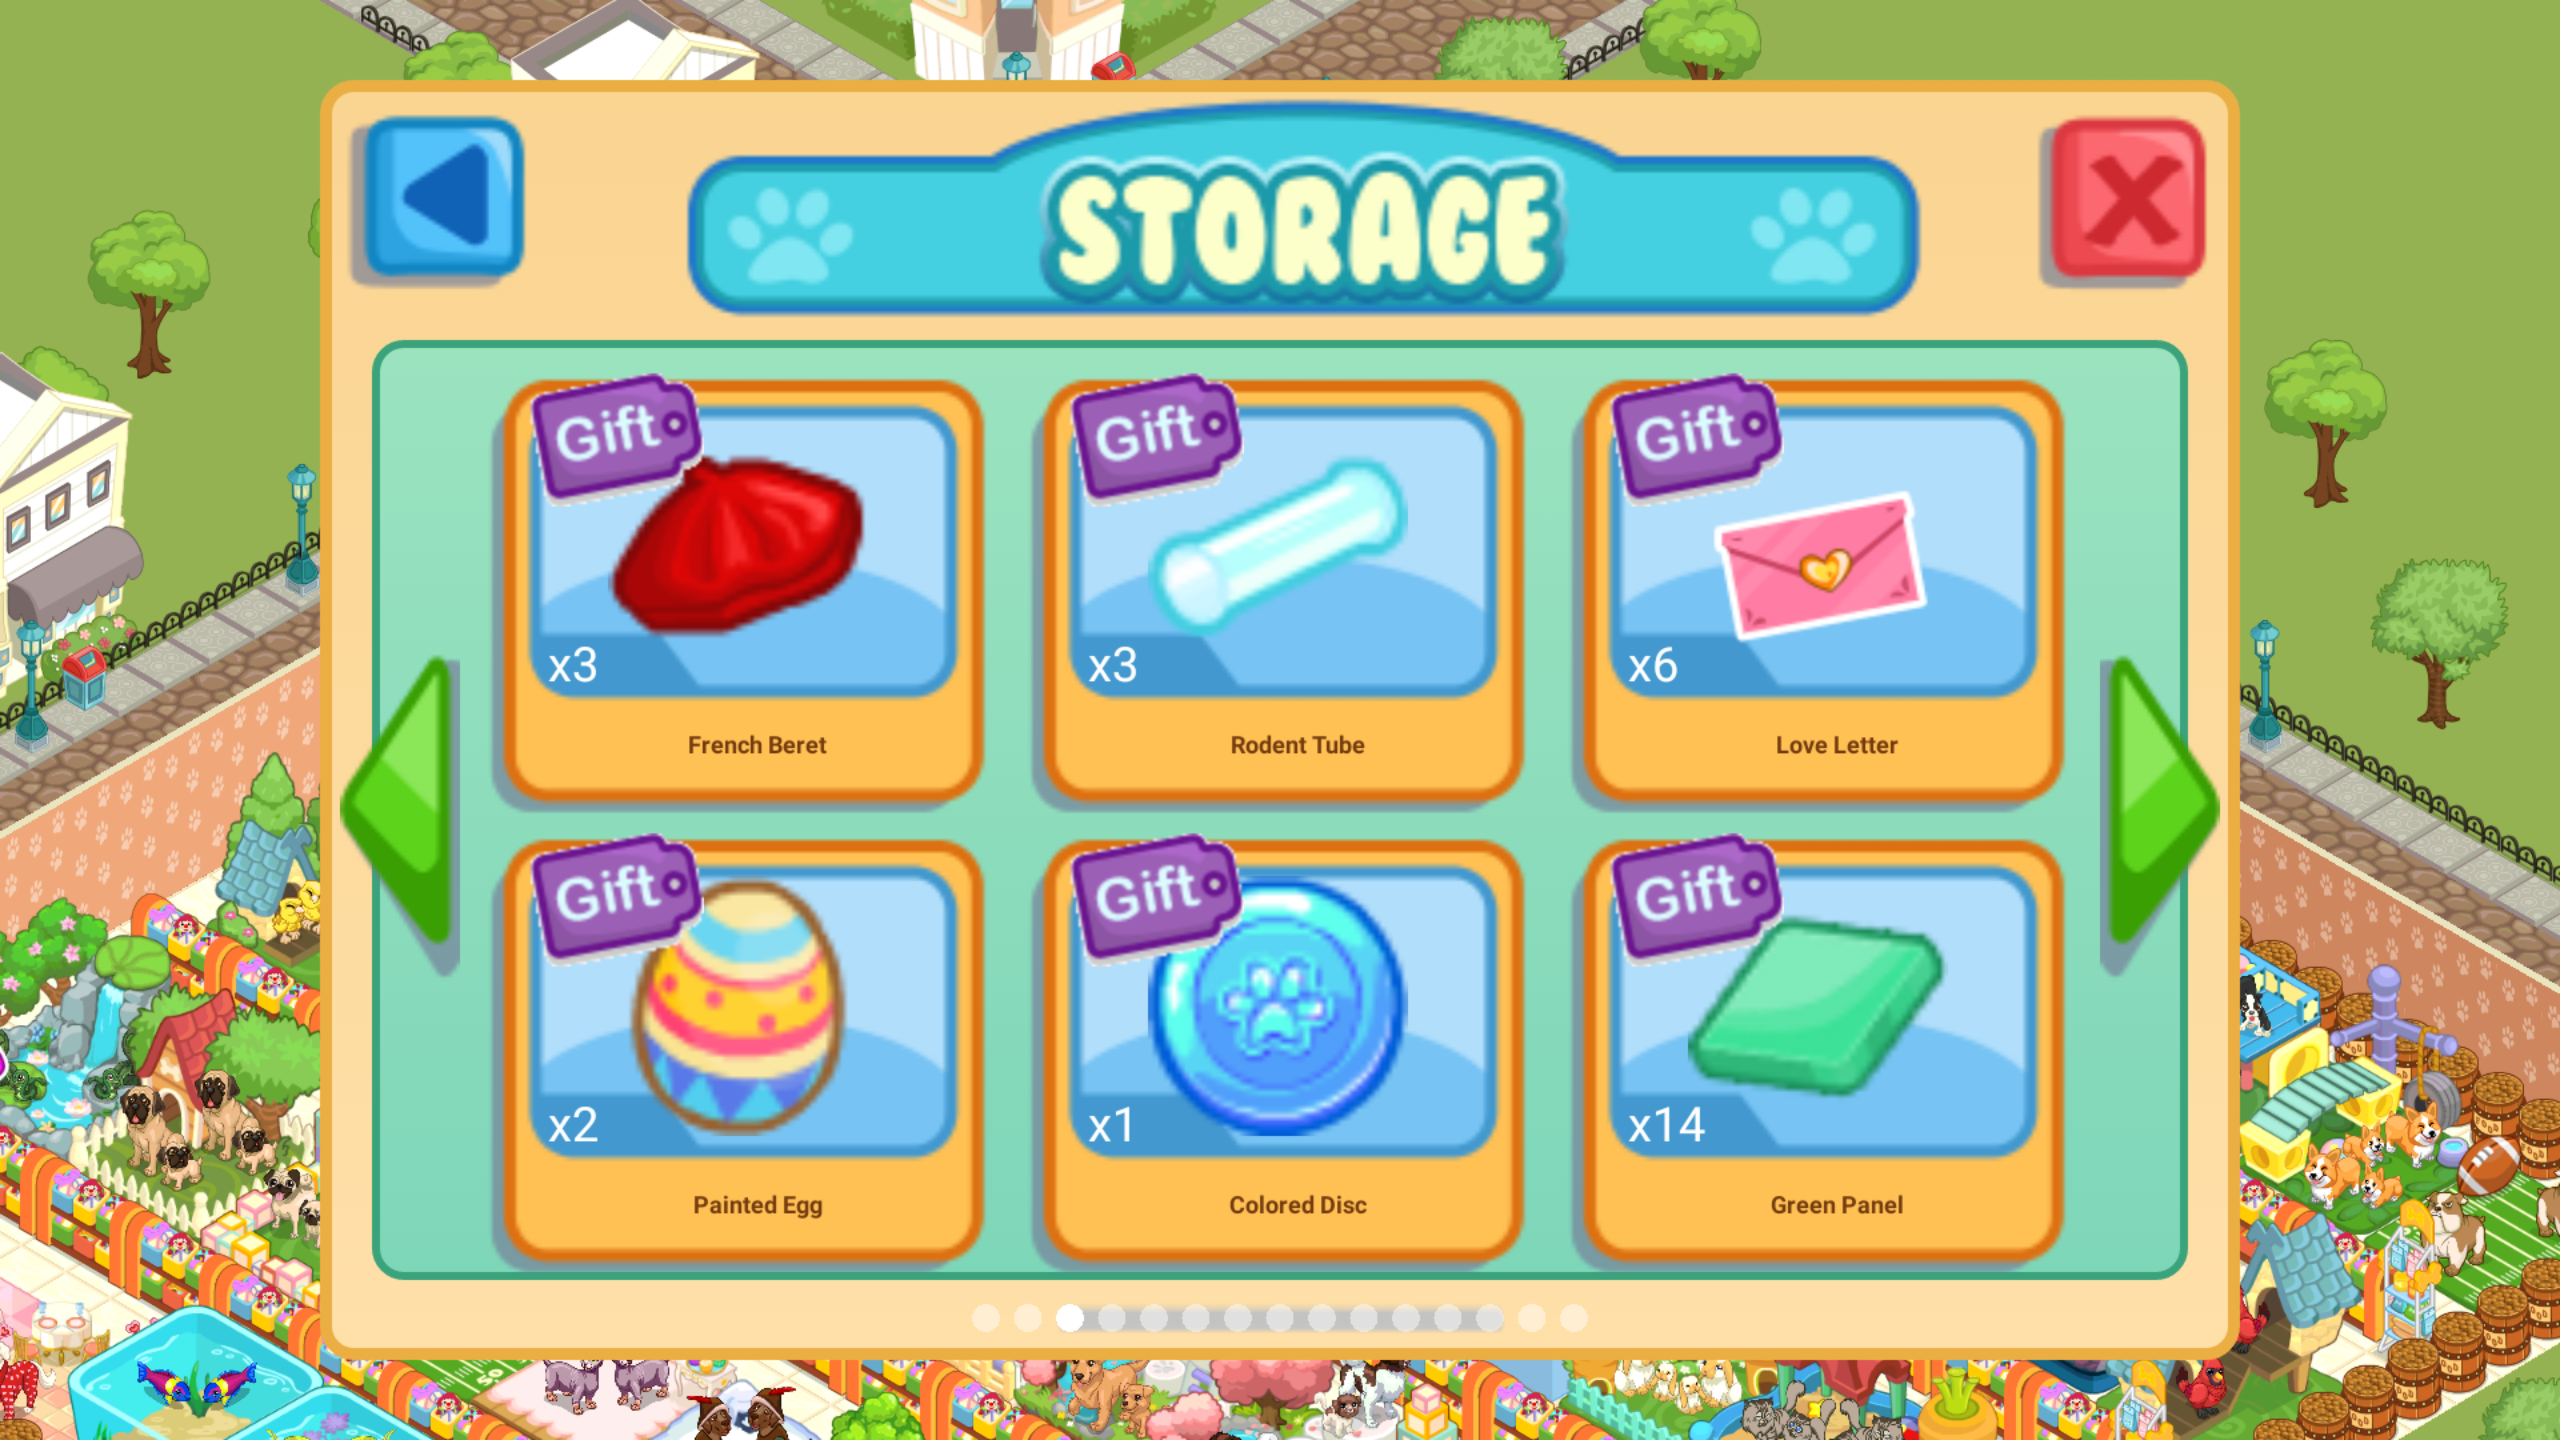 STORAGE
Gift
x3
French Beret
Gift
x3
Rodent Tube
Gift
x6
Love Letter
Gift
x2
Painted Egg
Gift
x1
Colored Disc
Gift
x14
Green Panel
50